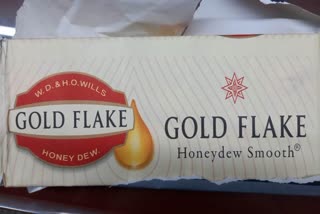 W.D.&H.O.WILLS
GOLD FLAKE
HONEY DEW.
GOLD FLAKE
Honeydew Smooth®